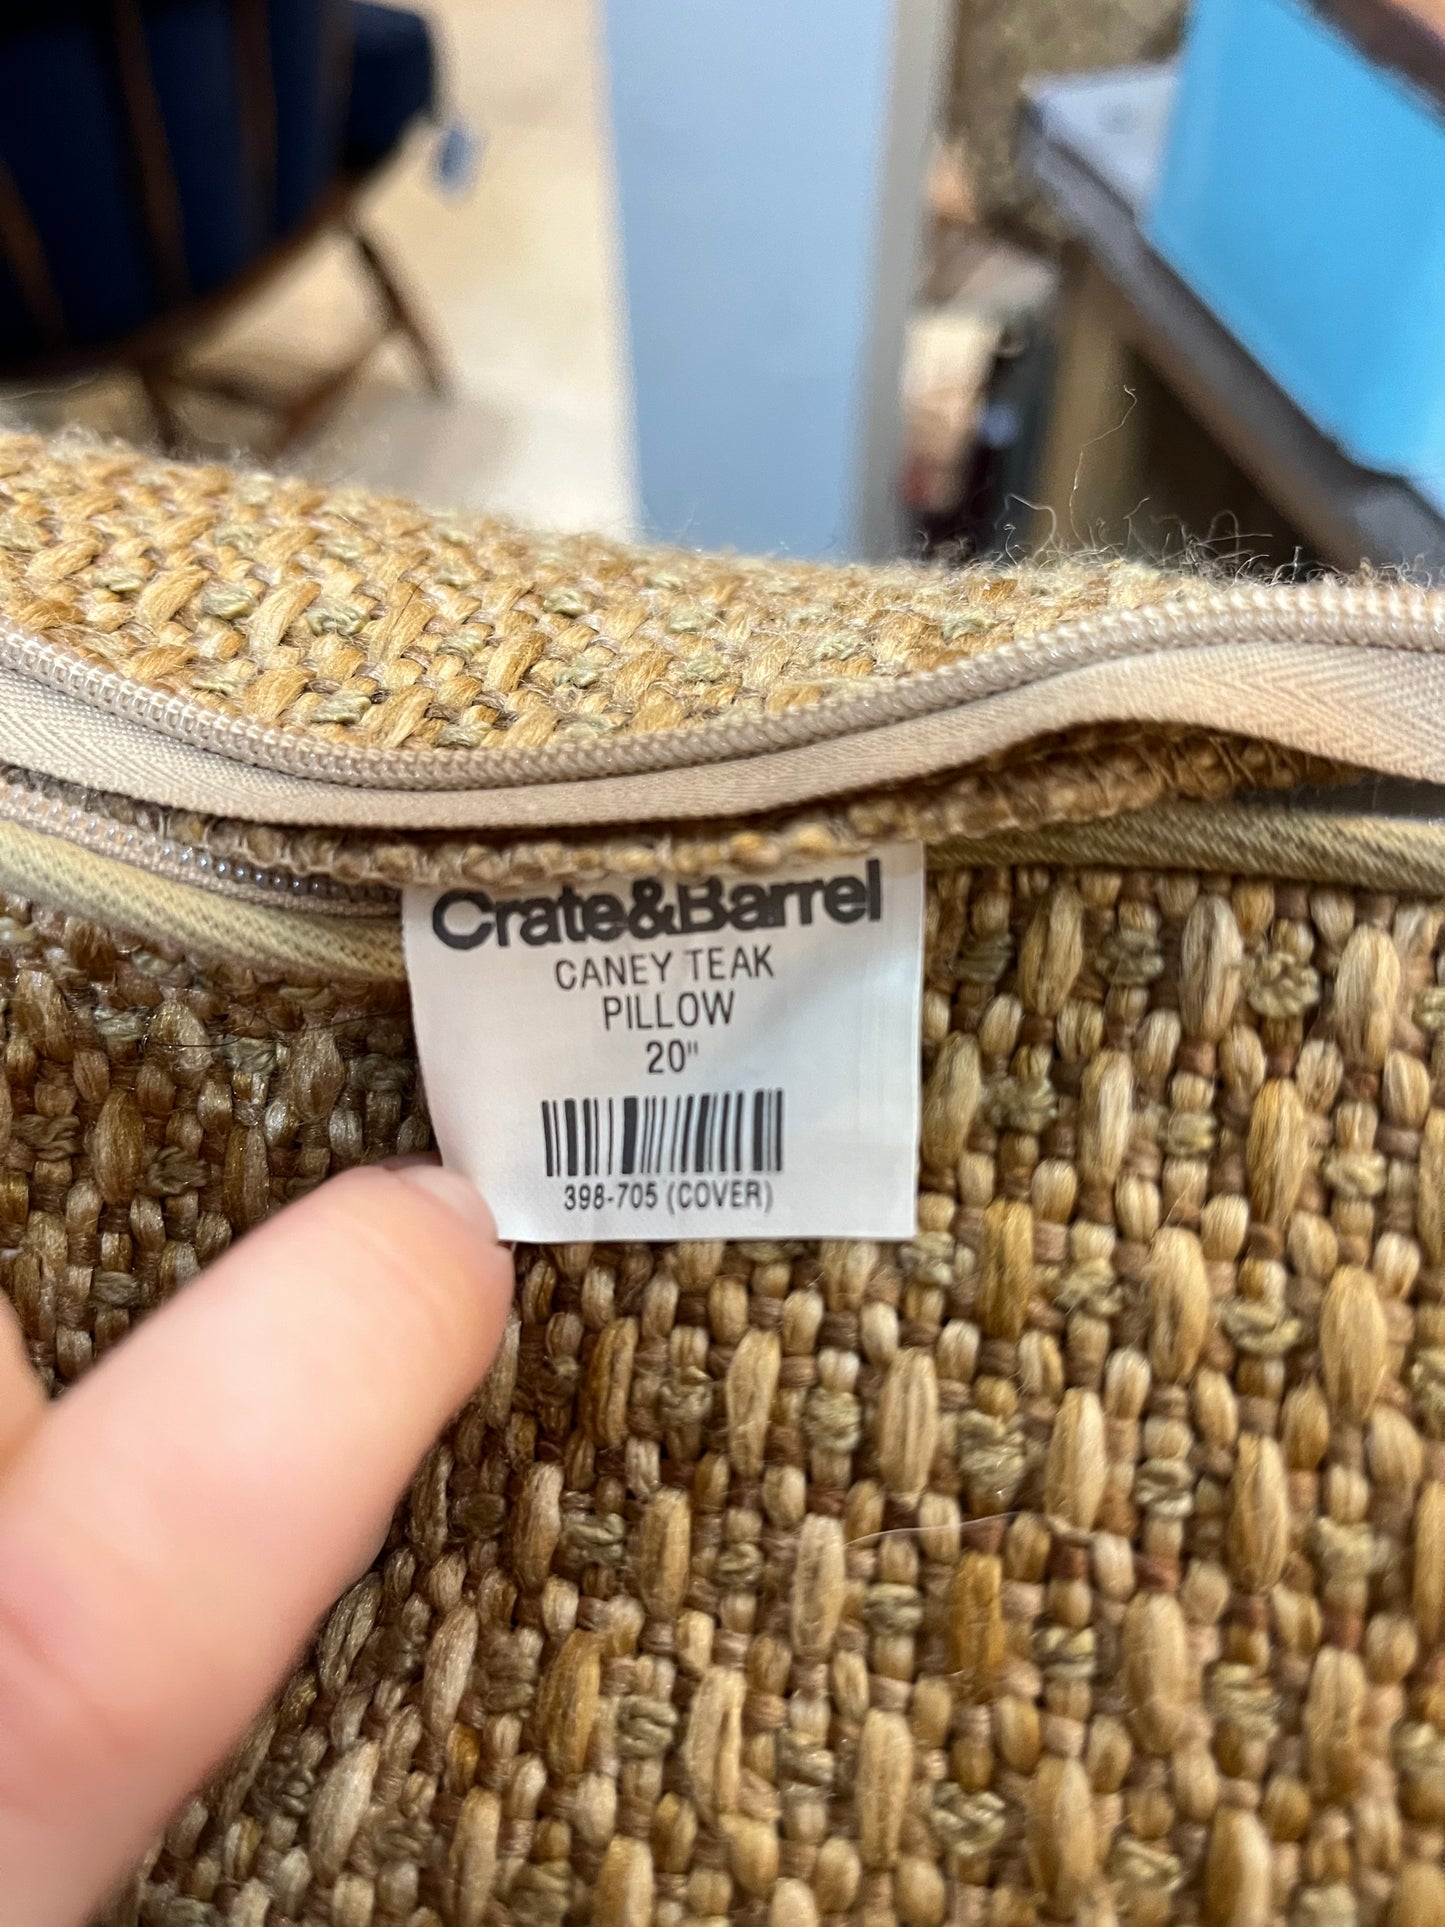 Crate&Barrel
CANEY TEAK
PILLOW
20"
398-705 (COVER)